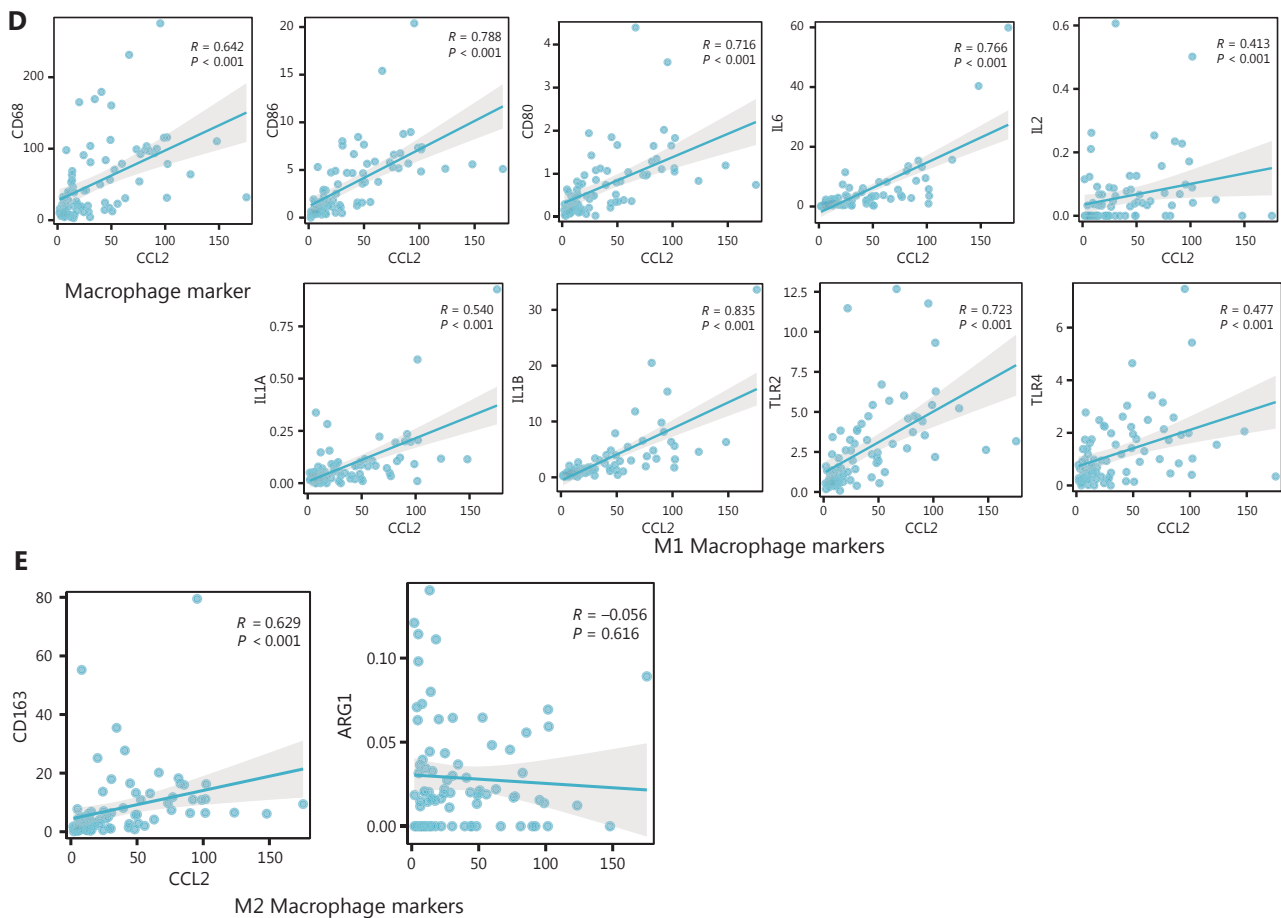 D
CD68
200
100
0
0
50
100
150
CCL2
R = 0.642
P < 0.001
CD86
20
15
10
5
0
0
50
100
150
CCL2
R = 0.788
P < 0.001
CD80
4
3
2
1
0
0
50
100
150
CCL2
R = 0.716
P < 0.001
IL6
60
40
20
0
0
50
100
150
CCL2
R = 0.766
P < 0.001
IL2
0.6
0.4
0.2
0.0
0
50
100
150
CCL2
R = 0.413
P < 0.001
Macrophage marker
IL1A
0.75
0.50
0.25
0.00
0
50
100
150
CCL2
R = 0.540
P < 0.001
IL1B
30
20
10
0
0
50
100
150
CCL2
R = 0.835
P < 0.001
TLR2
12.5
10.0
7.5
5.0
2.5
0.0
0
50
100
150
CCL2
R = 0.723
P < 0.001
TLR4
6
4
2
0
0
50
100
150
CCL2
R = 0.477
P < 0.001
M1 Macrophage markers
E
CD163
80
60
40
20
0
0
50
100
150
CCL2
R = 0.629
P < 0.001
ARG1
0.10
0.05
0.00
0
50
100
150
R = −0.056
P = 0.616
M2 Macrophage markers